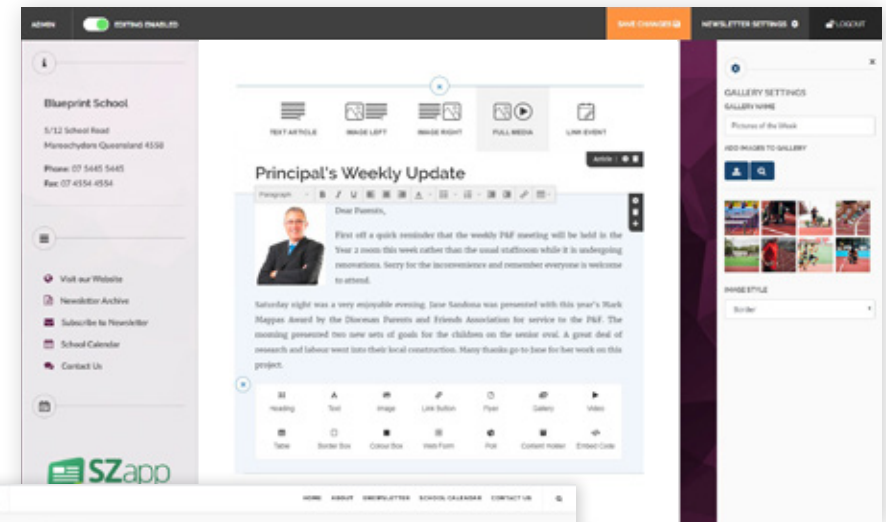 ADMIN
EDITING ENABLED
SAVE CHANGES
NEWSLETTER SETTINGS
LOGOUT
Blueprint School
5/12 School Road
Maroochydore Queensland 4558
Phone: 07 5445 5445
Fax: 07 4554 4554
Visit our Website
Newsletter Archive
Subscribe to Newsletter
School Calendar
Contact Us
SZapp
TEXT ARTICLE
IMAGE LEFT
IMAGE RIGHT
FULL MEDIA
LINK EVENT
Article
Principal's Weekly Update
Paragraph
B I U
Dear Parents,
First off a quick reminder that the weekly P&F meeting will be held in the
Year 2 room this week rather than the usual staffroom while it is undergoing
renovations. Sorry for the inconvenience and remember everyone is welcome
to attend.
Saturday night was a very enjoyable evening. Jane Sandona was presented with this year's Mark
Mappas Award by the Diocesan Parents and Friends Association for service to the P&F. The
morning presented two new sets of goals for the children on the senior oval. A great deal of
research and labour went into their local construction. Many thanks go to Jane for her work on this
project.
Heading
Text
Image
Link Button
Flyer
Gallery
Video
Table
Border Box
Colour Box
Web Form
Poll
Content Holder
Embed Code
GALLERY SETTINGS
GALLERY NAME
Pictures of the Week
ADD IMAGES TO GALLERY
IMAGE STYLE
Border
HOME
ABOUT
ENEWSLETTER
SCHOOL CALENDAR
CONTACT US